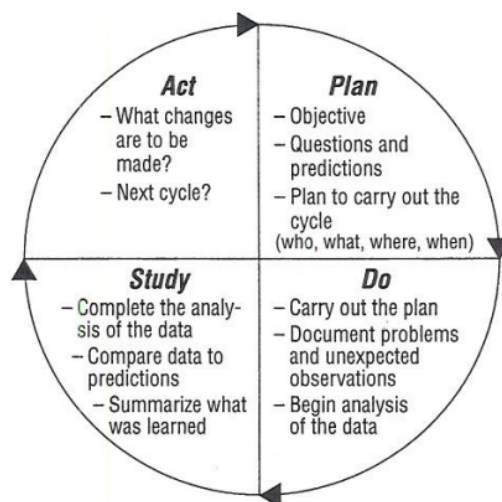 Act
– What changes
are to be
made?
– Next cycle?
Plan
– Objective
– Questions and
predictions
– Plan to carry out the
cycle
(who, what, where, when)
Study
– Complete the analy-
sis of the data
– Compare data to
predictions
– Summarize what
was learned
Do
– Carry out the plan
– Document problems
and unexpected
observations
– Begin analysis
of the data